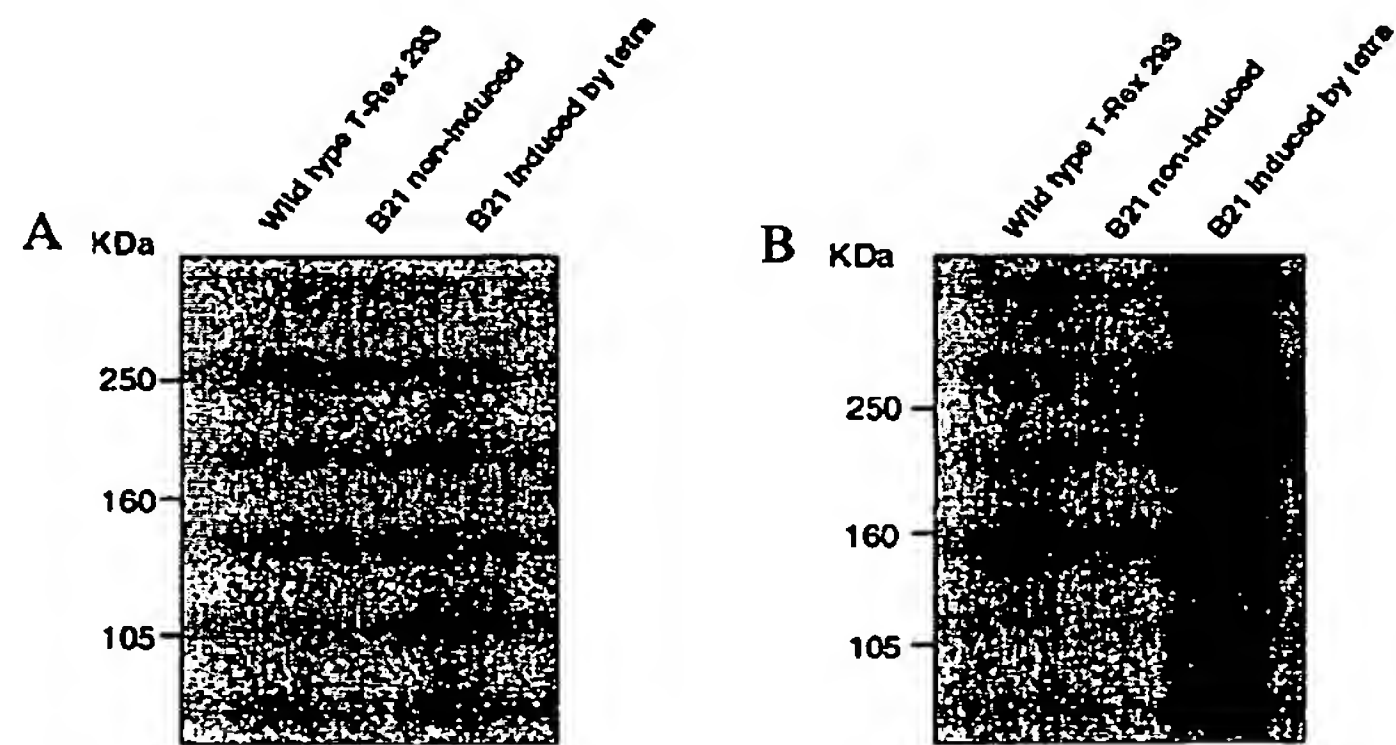 A
KDa
Wild type T-Rex 293
B21 non-induced
B21 induced by tetra
250
160
105
B
KDa
Wild type T-Rex 293
B21 non-induced
B21 induced by tetra
250
160
105